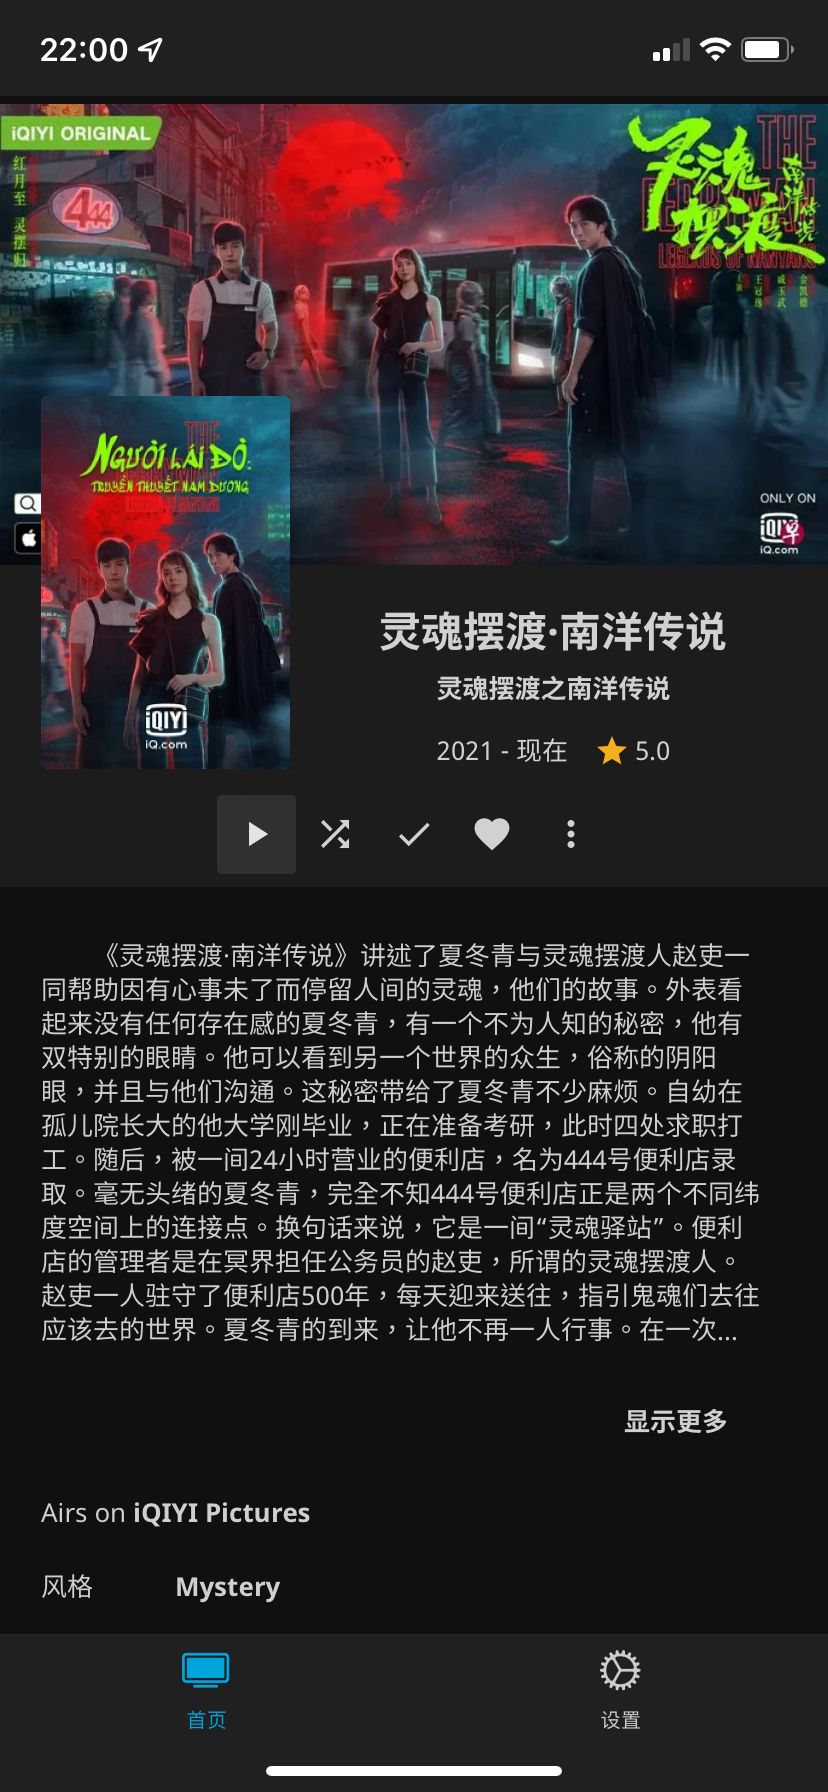 22:00
iQIYI ORIGINAL
红月至 灵摆归
444
灵魂摆渡
南洋传说
THE FERRYMAN
LEGENDS OF NANYANG
NGƯỜI LÁI ĐÒ:
TRUYỀN THUYẾT NAM DƯƠNG
THE
iQIYI
iQ.com
ONLY ON
iQIYI
iQ.com
灵魂摆渡·南洋传说
灵魂摆渡之南洋传说
2021 - 现在 5.0
《灵魂摆渡·南洋传说》讲述了夏冬青与灵魂摆渡人赵吏一
同帮助因有心事未了而停留人间的灵魂，他们的故事。外表看
起来没有任何存在感的夏冬青，有一个不为人知的秘密，他有
双特别的眼睛。他可以看到另一个世界的众生，俗称的阴阳
眼，并且与他们沟通。这秘密带给了夏冬青不少麻烦。自幼在
孤儿院长大的他大学刚毕业，正在准备考研，此时四处求职打
工。随后，被一间24小时营业的便利店，名为444号便利店录
取。毫无头绪的夏冬青，完全不知444号便利店正是两个不同纬
度空间上的连接点。换句话来说，它是一间“灵魂驿站”。便利
店的管理者是在冥界担任公务员的赵吏，所谓的灵魂摆渡人。
赵吏一人驻守了便利店500年，每天迎来送往，指引鬼魂们去往
应该去的世界。夏冬青的到来，让他不再一人行事。在一次...
显示更多
Airs on iQIYI Pictures
风格 Mystery
首页 设置